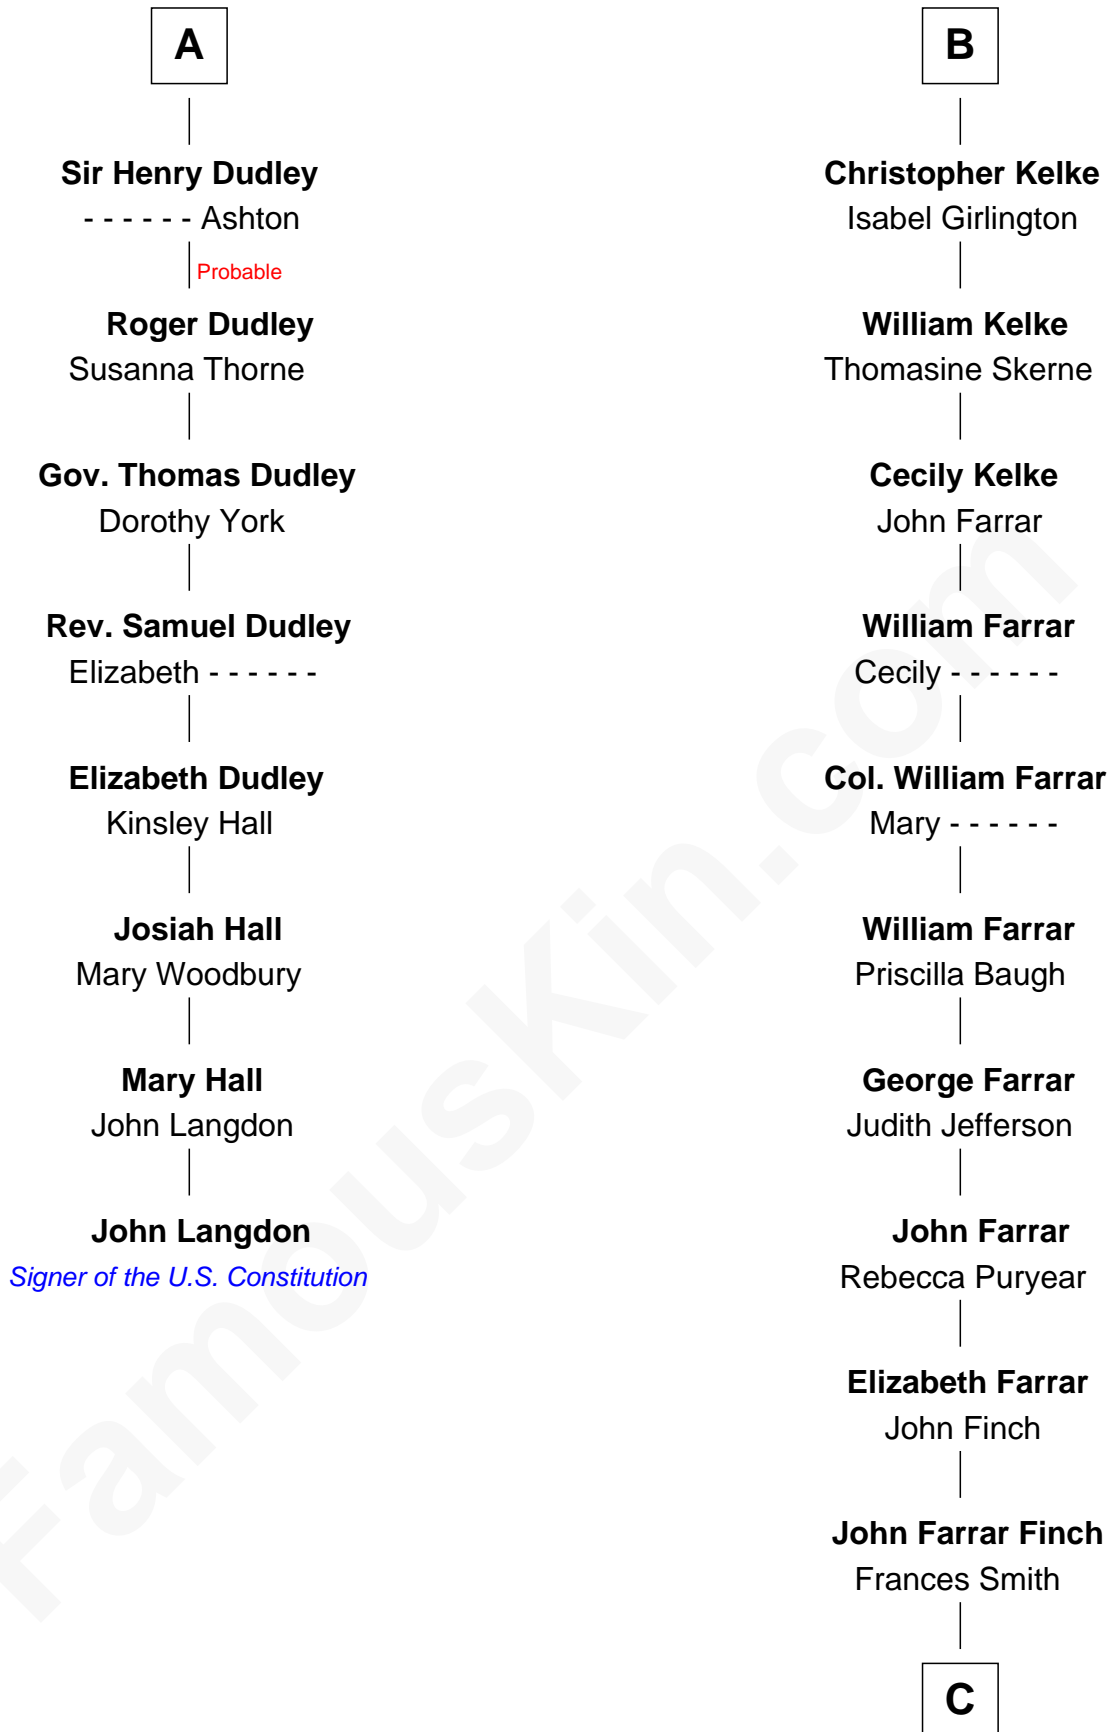 A
Sir Henry Dudley
- - - - - - Ashton
Probable
Roger Dudley
Susanna Thorne
Gov. Thomas Dudley
Dorothy York
Rev. Samuel Dudley
Elizabeth - - - - - -
Elizabeth Dudley
Kinsley Hall
Josiah Hall
Mary Woodbury
Mary Hall
John Langdon
John Langdon
Signer of the U.S. Constitution
B
Christopher Kelke
Isabel Girlington
William Kelke
Thomasine Skerne
Cecily Kelke
John Farrar
William Farrar
Cecily - - - - - -
Col. William Farrar
Mary - - - - - -
William Farrar
Priscilla Baugh
George Farrar
Judith Jefferson
John Farrar
Rebecca Puryear
Elizabeth Farrar
John Finch
John Farrar Finch
Frances Smith
C
FamousKin.com